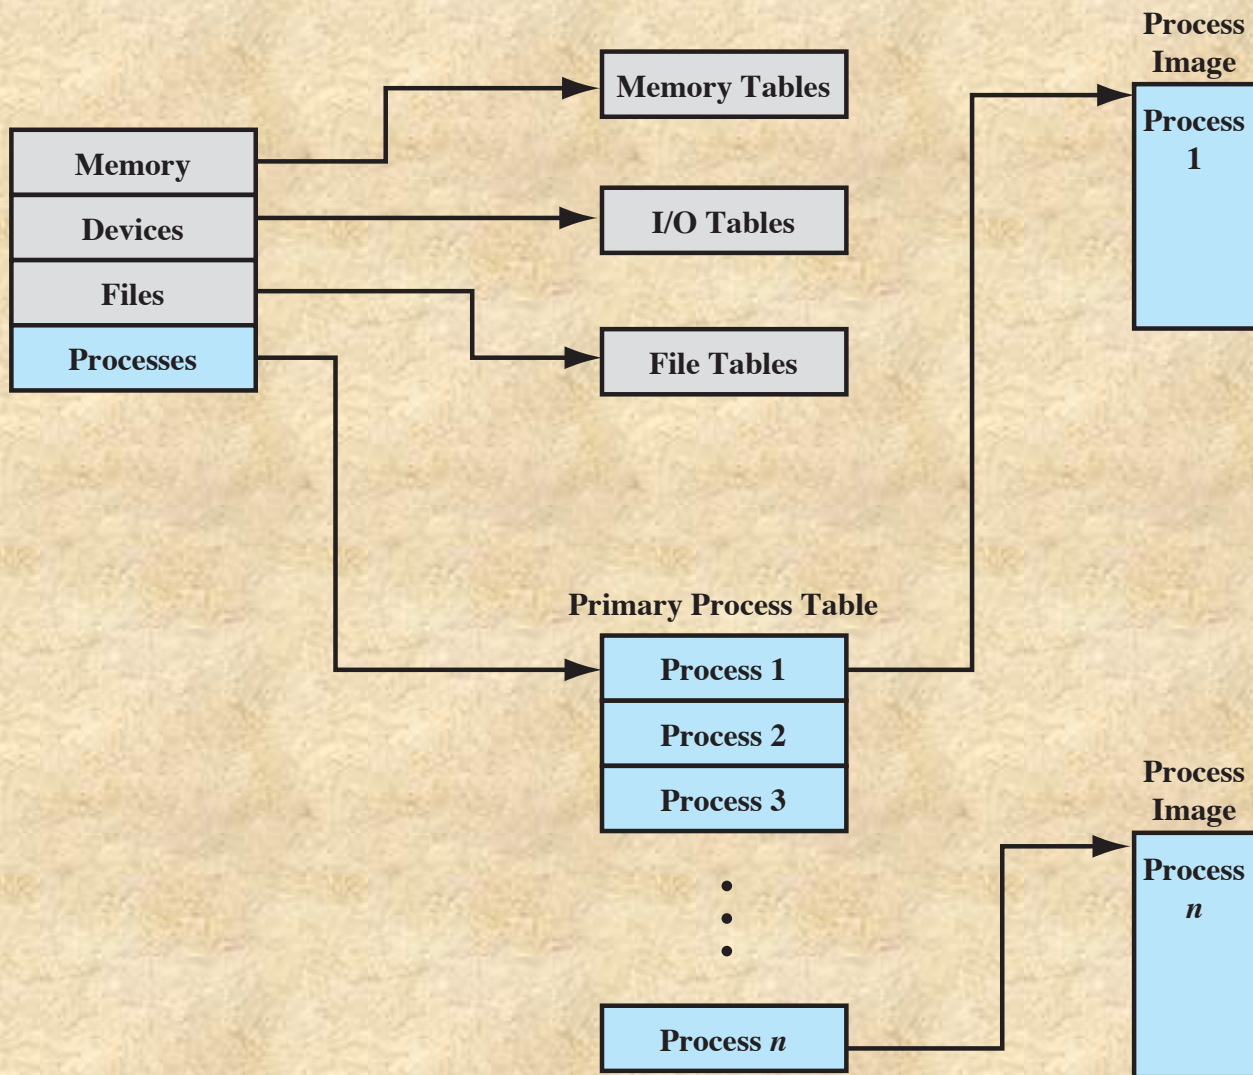 Memory
Devices
Files
Processes
Memory Tables
I/O Tables
File Tables
Primary Process Table
Process 1
Process 2
Process 3
Process n
Process
Image
Process
1
Process
Image
Process
n